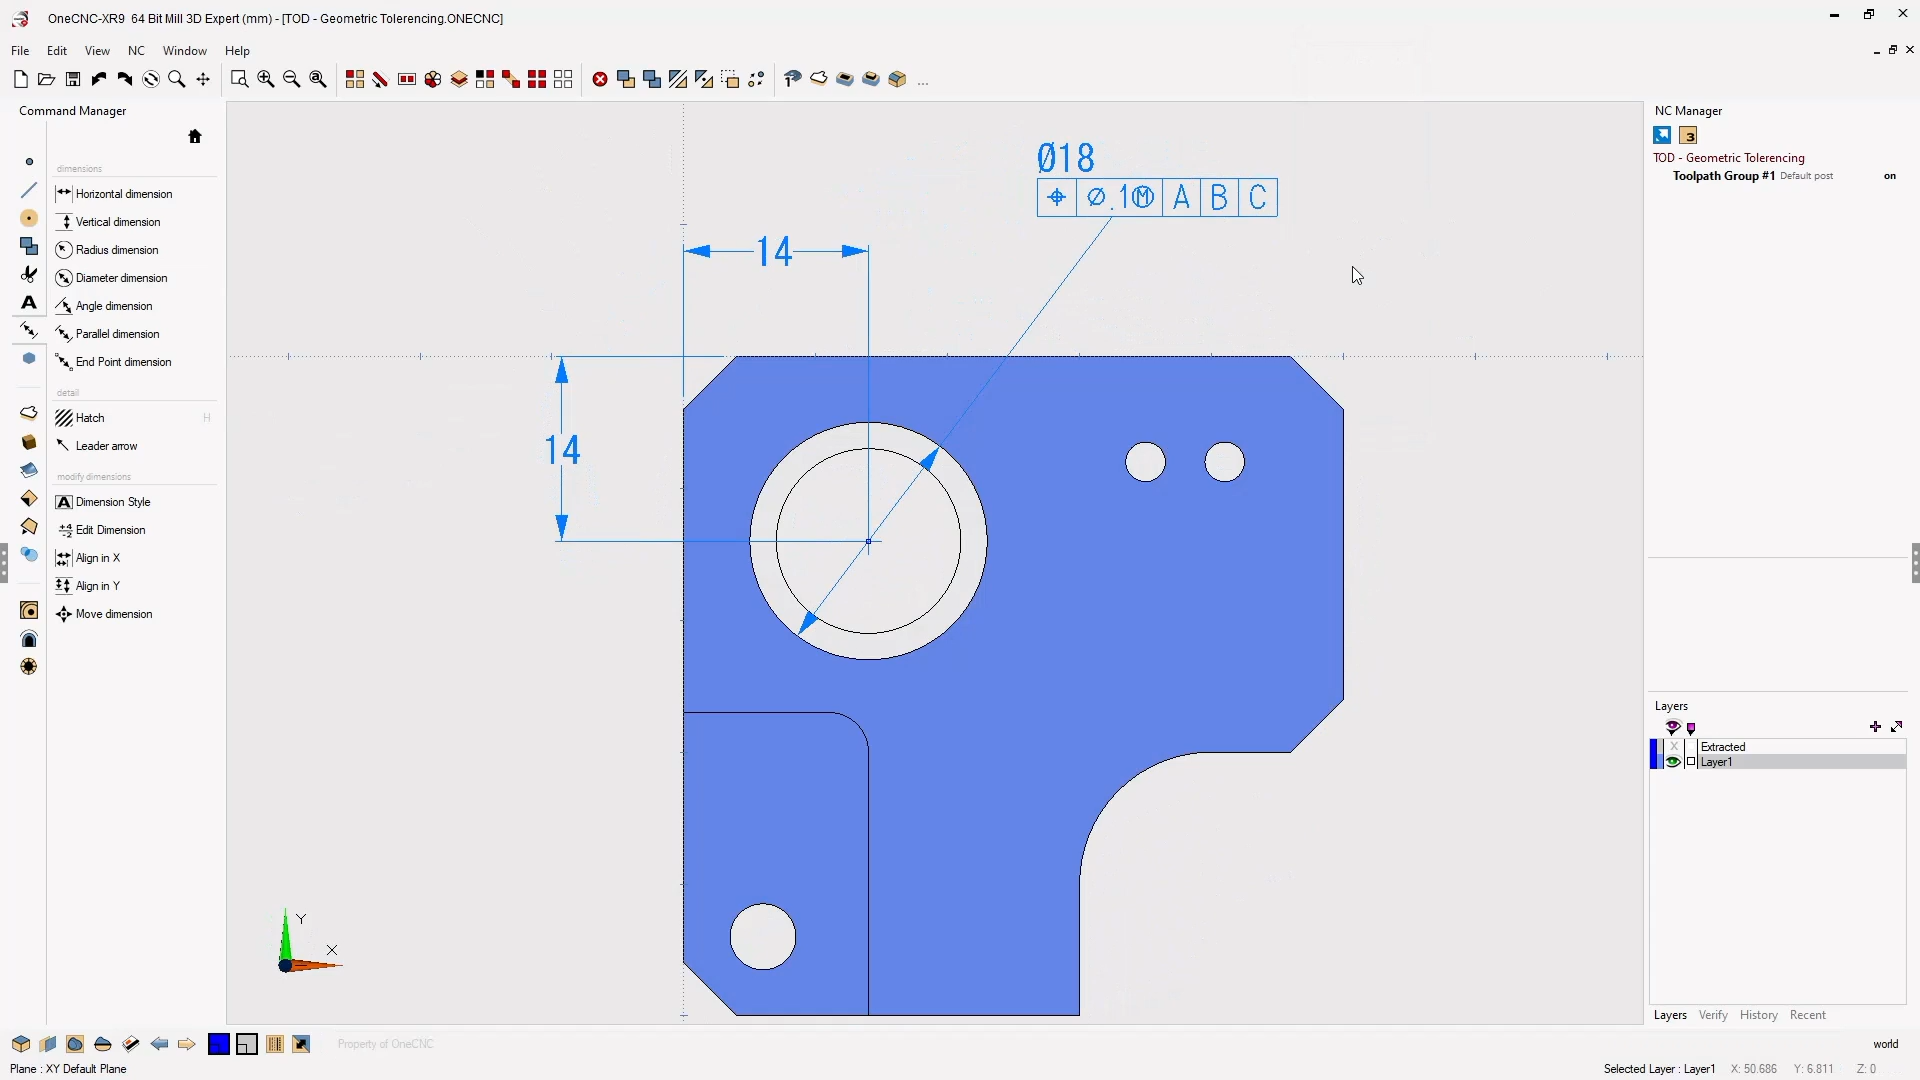 OneCNC-XR9 64 Bit Mill 3D Expert (mm) - [TOD - Geometric Tolerencing.ONECNC]
File Edit View NC Window Help
Command Manager
dimensions
Horizontal dimension
Vertical dimension
Radius dimension
Diameter dimension
Angle dimension
Parallel dimension
End Point dimension
detail
Hatch H
Leader arrow
modify dimensions
Dimension Style
Edit Dimension
Align in X
Align in Y
Move dimension
Ø18
⌖ Ø.1Ⓜ A B C
14
14
Y
X
NC Manager
3
TOD - Geometric Tolerencing
Toolpath Group #1 Default post on
Layers
X Extracted
Layer1
Layers Verify History Recent
Property of OneCNC
world
Plane : XY Default Plane
Selected Layer : Layer1 X: 50.686 Y: 6.811 Z: 0